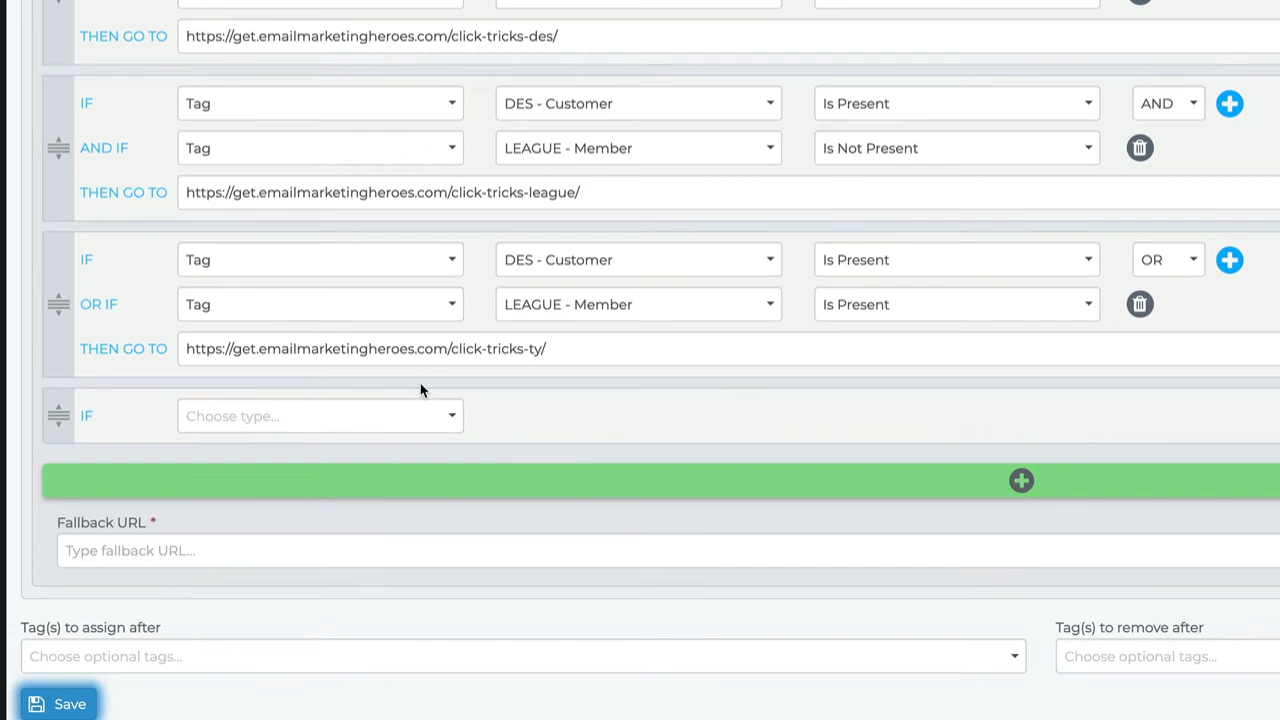 THEN GO TO https://get.emailmarketingheroes.com/click-tricks-des/
IF Tag DES - Customer Is Present AND
AND IF Tag LEAGUE - Member Is Not Present
THEN GO TO https://get.emailmarketingheroes.com/click-tricks-league/
IF Tag DES - Customer Is Present OR
OR IF Tag LEAGUE - Member Is Present
THEN GO TO https://get.emailmarketingheroes.com/click-tricks-ty/
IF Choose type...
Fallback URL *
Type fallback URL...
Tag(s) to assign after Tag(s) to remove after
Choose optional tags... Choose optional tags...
Save